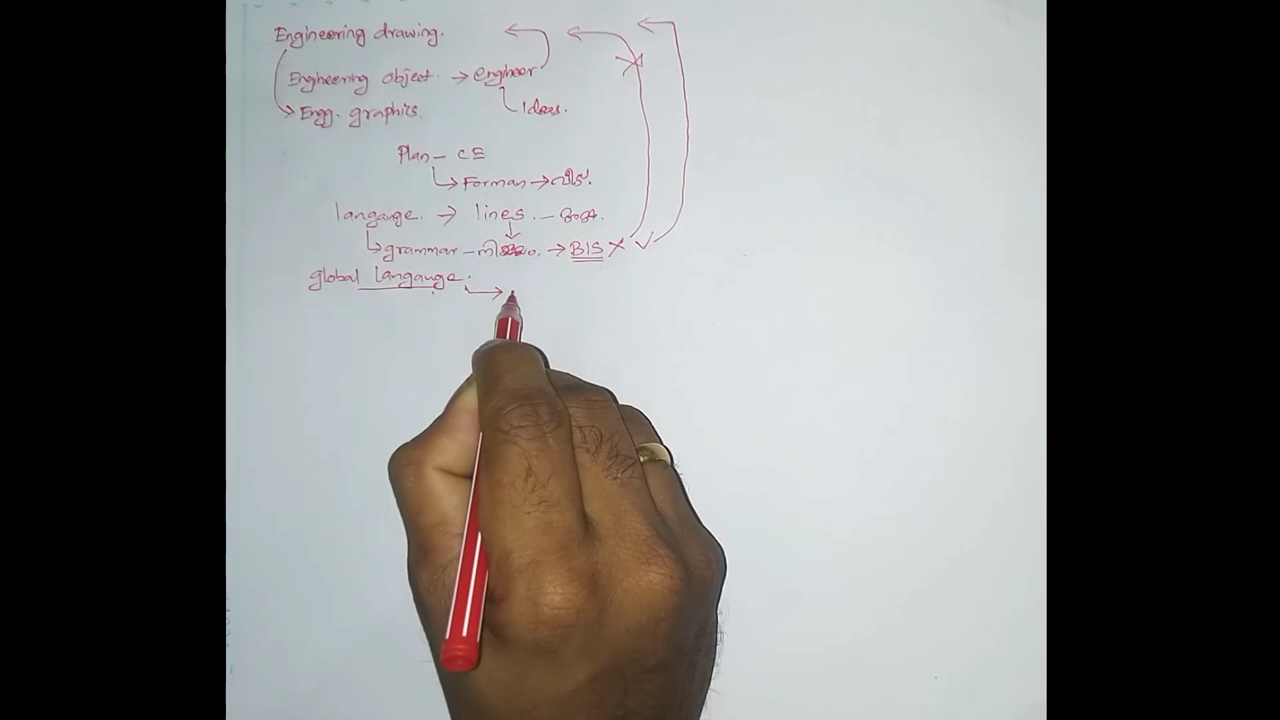 Engineering drawing.
Engineering object. → engineer
Ideas.
Engg. graphics.
Plan - CE
Forman → വീട്.
langauge. → lines. -
grammar - → BIS ✗ ✓
global langauge.